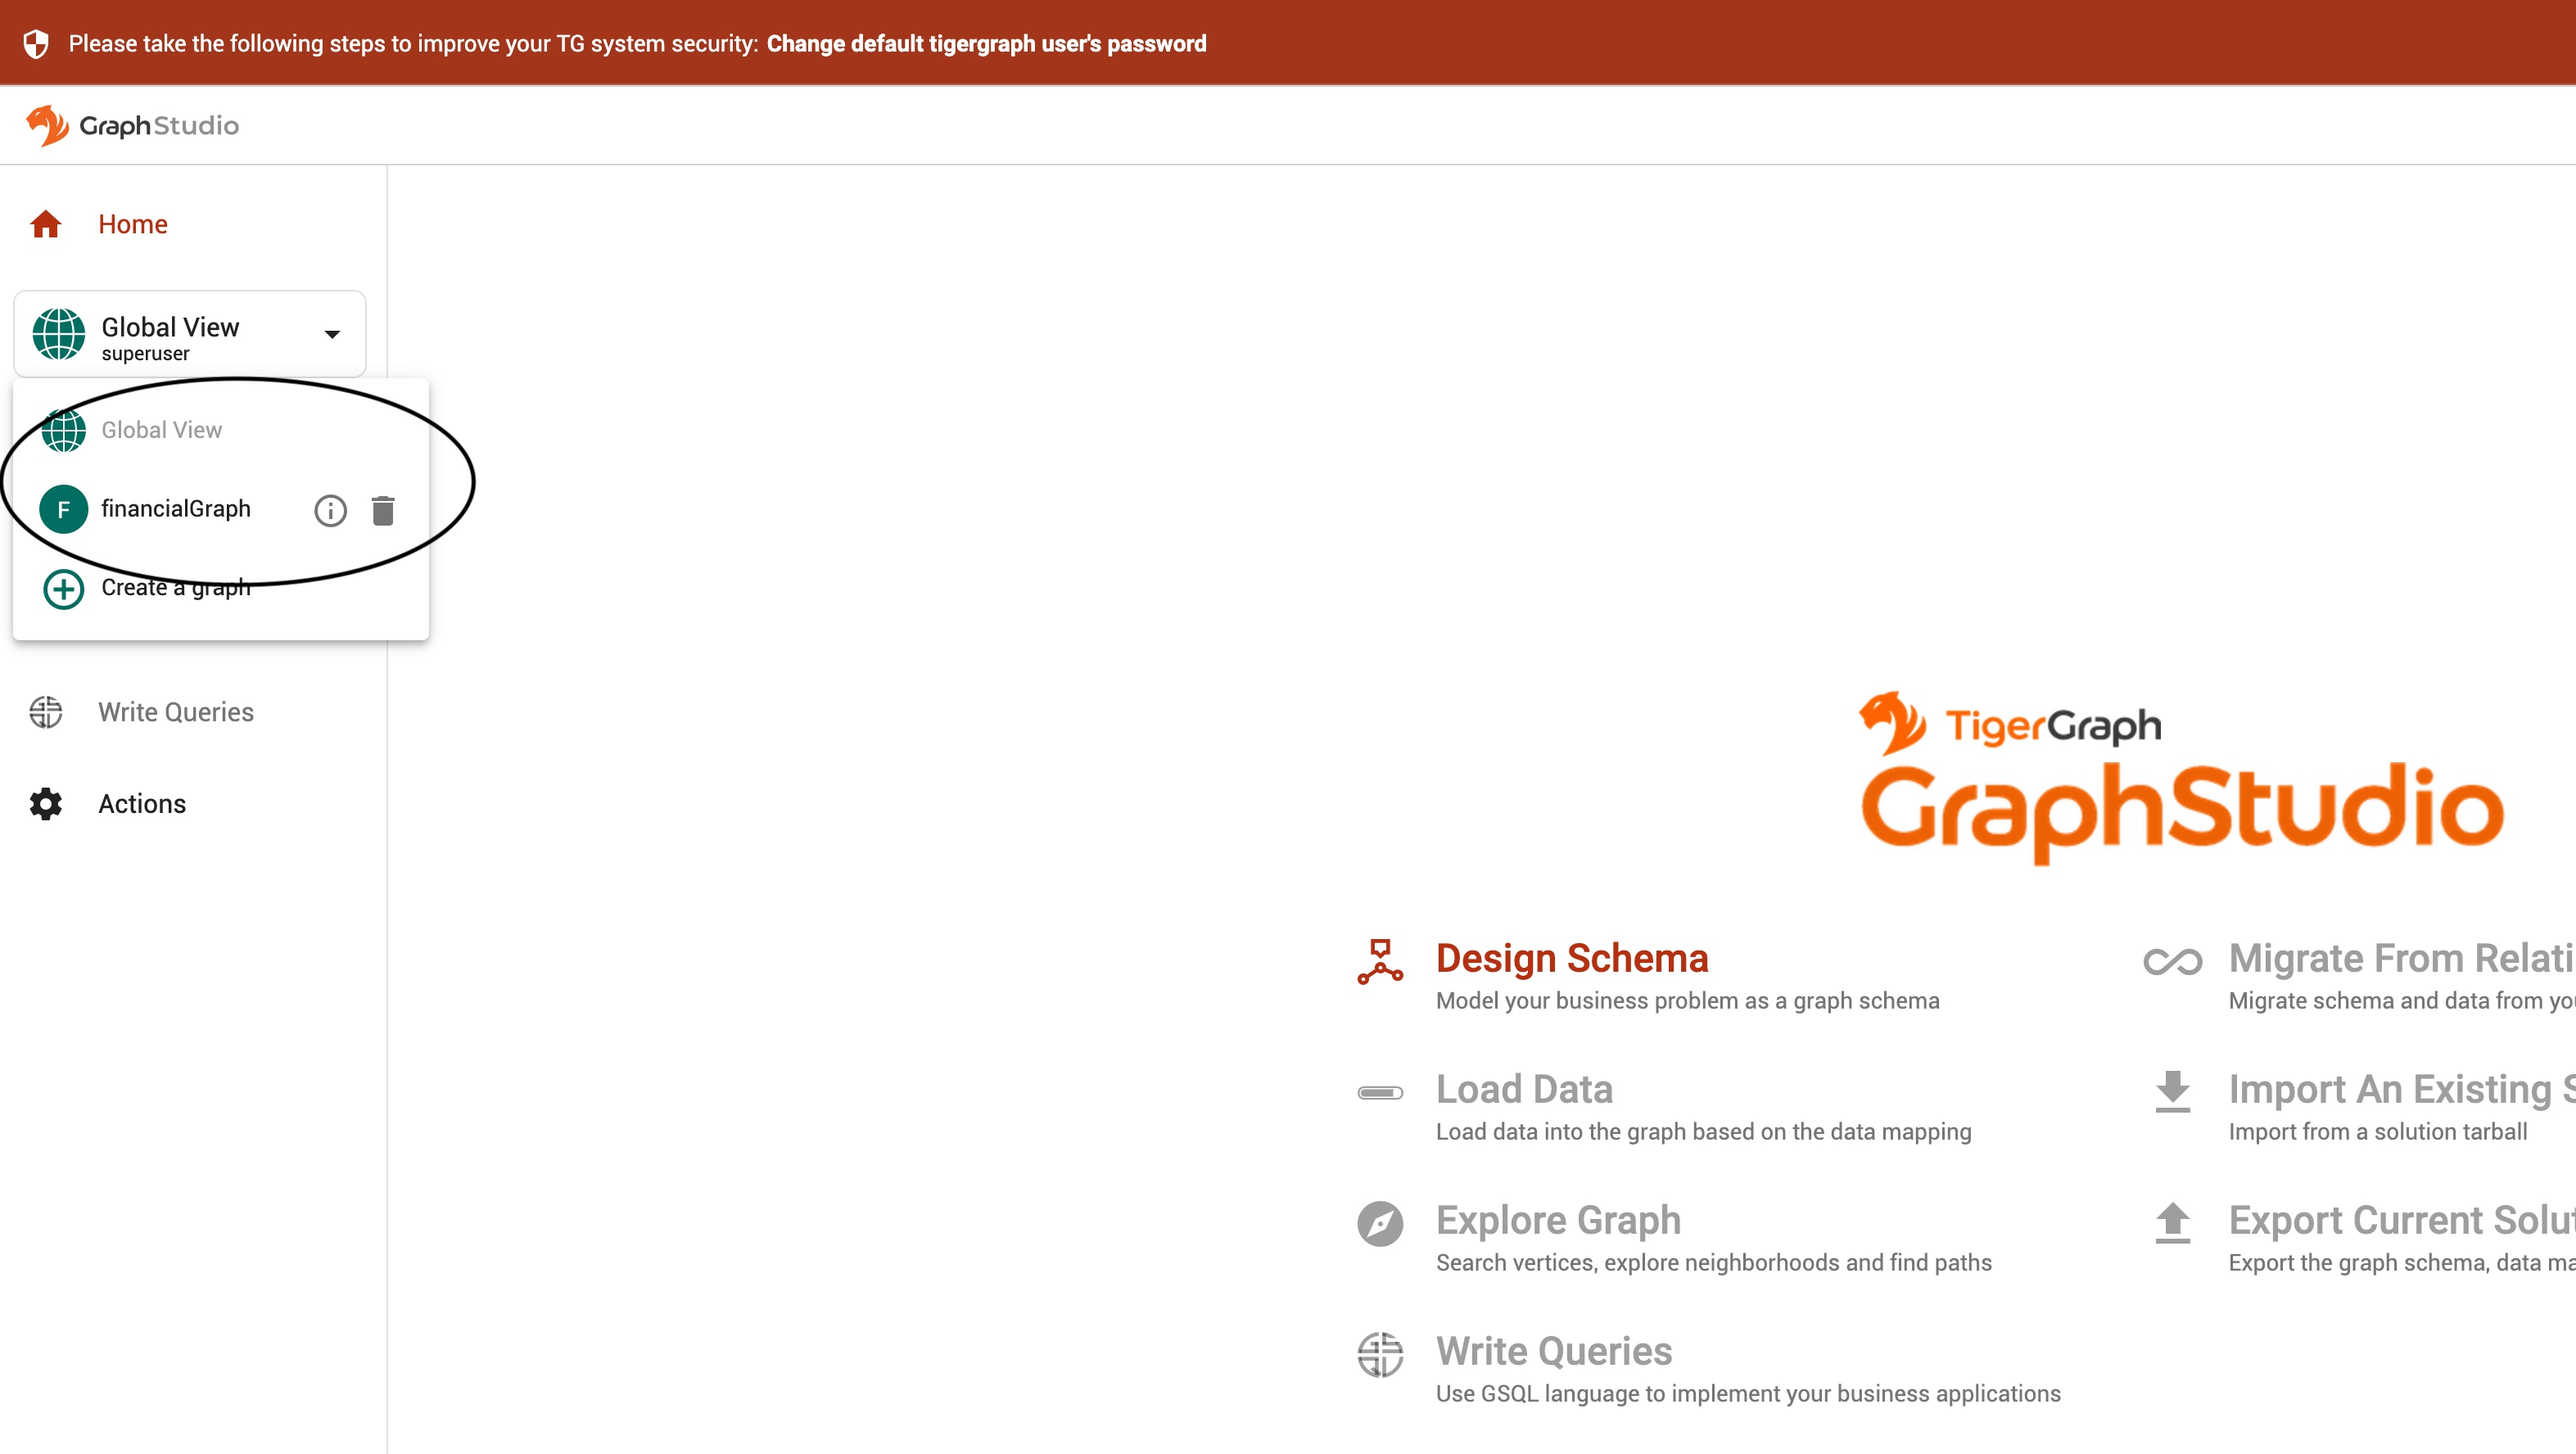 Please take the following steps to improve your TG system security: Change default tigergraph user's password
GraphStudio
Home
Global View
superuser
Global View
F financialGraph
Create a graph
Write Queries
Actions
TigerGraph
GraphStudio
Design Schema
Model your business problem as a graph schema
Load Data
Load data into the graph based on the data mapping
Explore Graph
Search vertices, explore neighborhoods and find paths
Write Queries
Use GSQL language to implement your business applications
Migrate From Relati
Migrate schema and data from yo
Import An Existing S
Import from a solution tarball
Export Current Solut
Export the graph schema, data ma